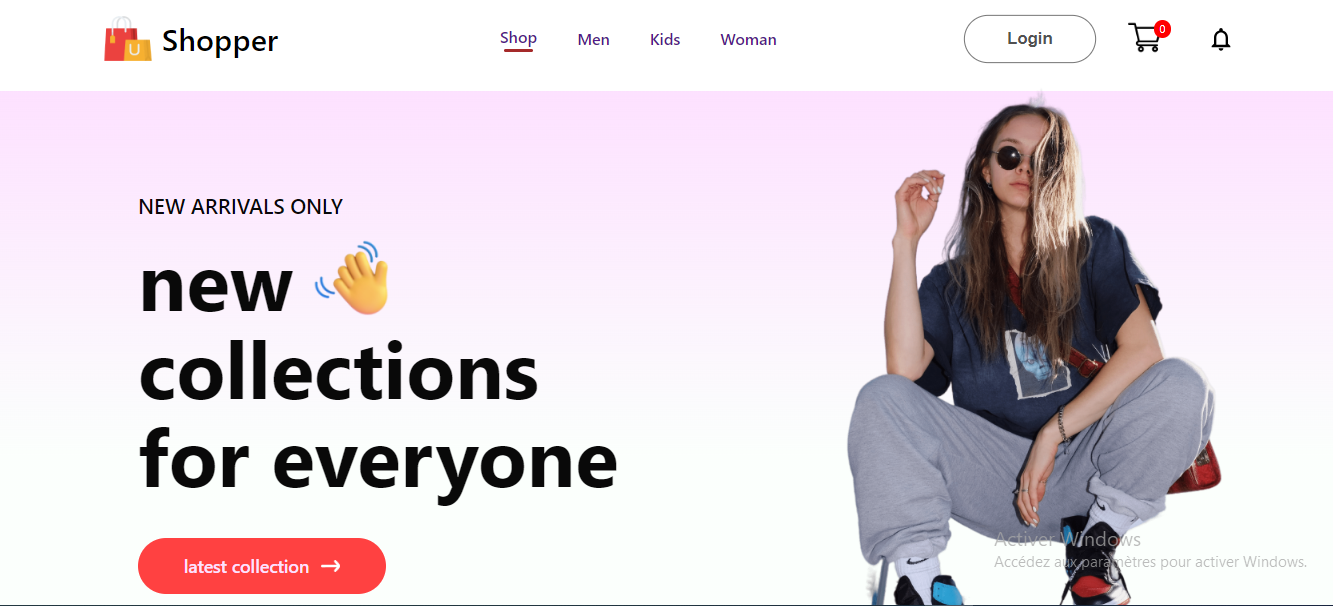 Shopper
Shop
Men
Kids
Woman
Login
0
NEW ARRIVALS ONLY
new
collections
for everyone
latest collection
Activer Windows
Accédez aux paramètres pour activer Windows.